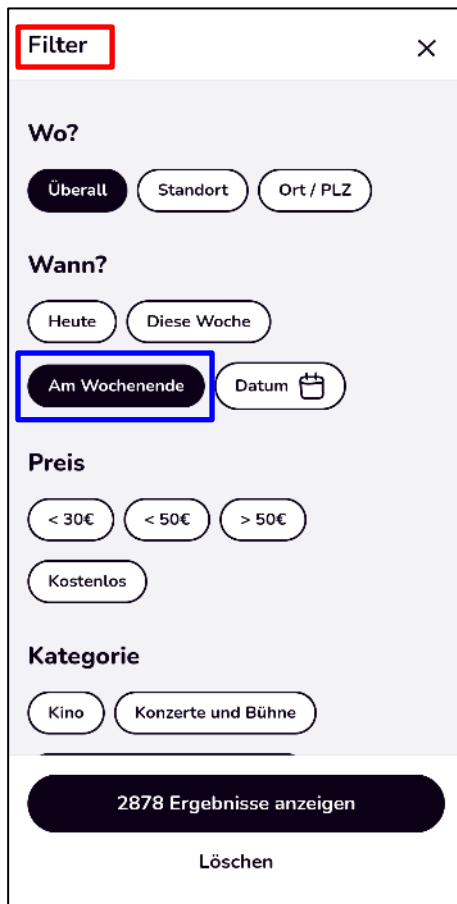 Filter
Wo?
Überall Standort Ort / PLZ
Wann?
Heute Diese Woche
Am Wochenende Datum
Preis
< 30€ < 50€ > 50€
Kostenlos
Kategorie
Kino Konzerte und Bühne
2878 Ergebnisse anzeigen
Löschen